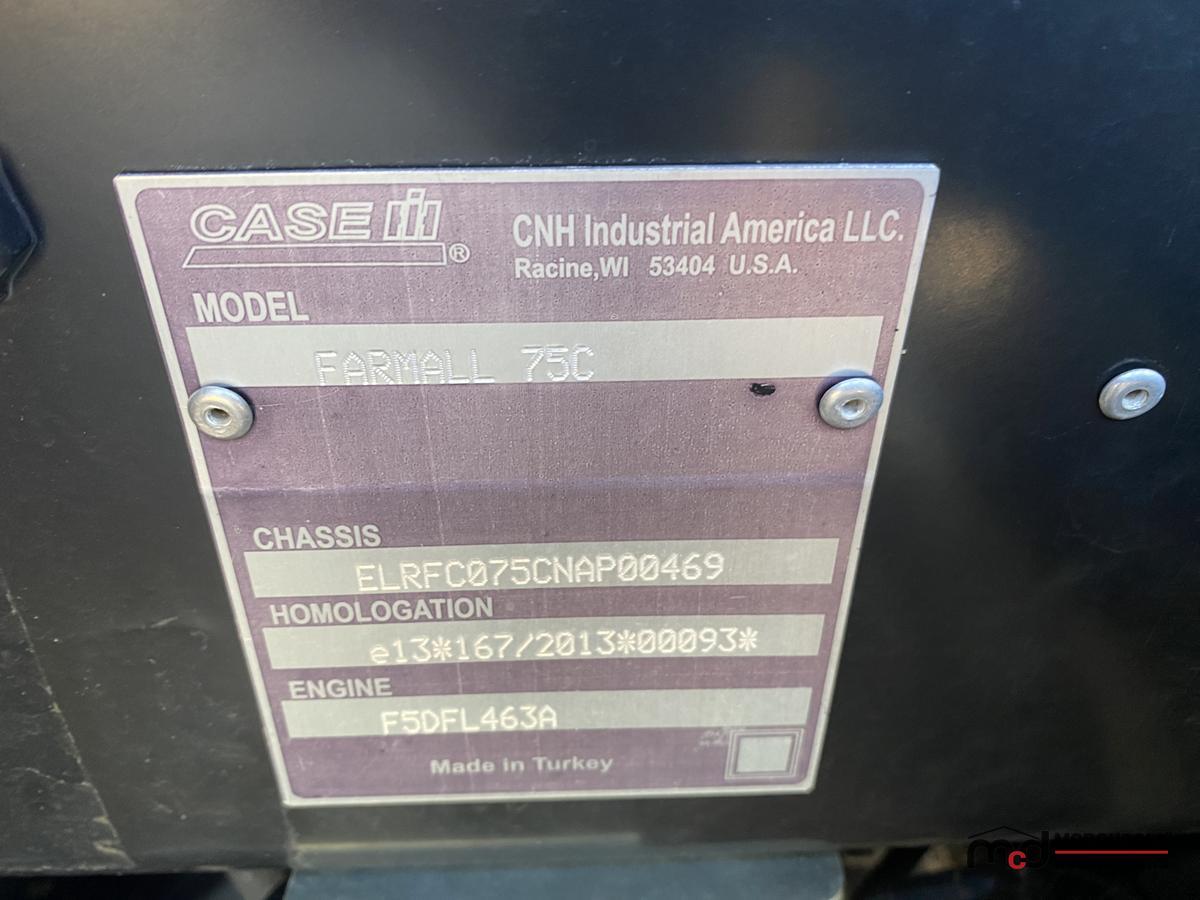 CASE IH ®
CNH Industrial America LLC.
Racine,WI 53404 U.S.A.
MODEL
FARMALL 75C
CHASSIS
ELRFC075CNAP00469
HOMOLOGATION
e13*167/2013*00093*
ENGINE
F5DFL463A
Made in Turkey
mcd